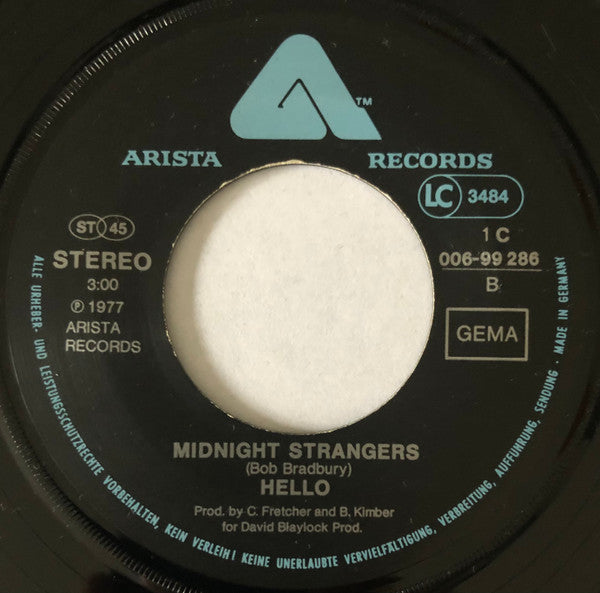 TM
ARISTA RECORDS
LC 3484
ST 45
STEREO
3:00
℗ 1977
ARISTA
RECORDS
1 C
006-99 286
B
GEMA
MIDNIGHT STRANGERS
(Bob Bradbury)
HELLO
Prod. by C. Fretcher and B. Kimber
for David Blaylock Prod.
ALLE URHEBER- UND LEISTUNGSSCHUTZRECHTE VORBEHALTEN, KEIN VERLEIH! KEINE UNERLAUBTE VERVIELFÄLTIGUNG, VERBREITUNG, AUFFÜHRUNG, SENDUNG · MADE IN GERMANY